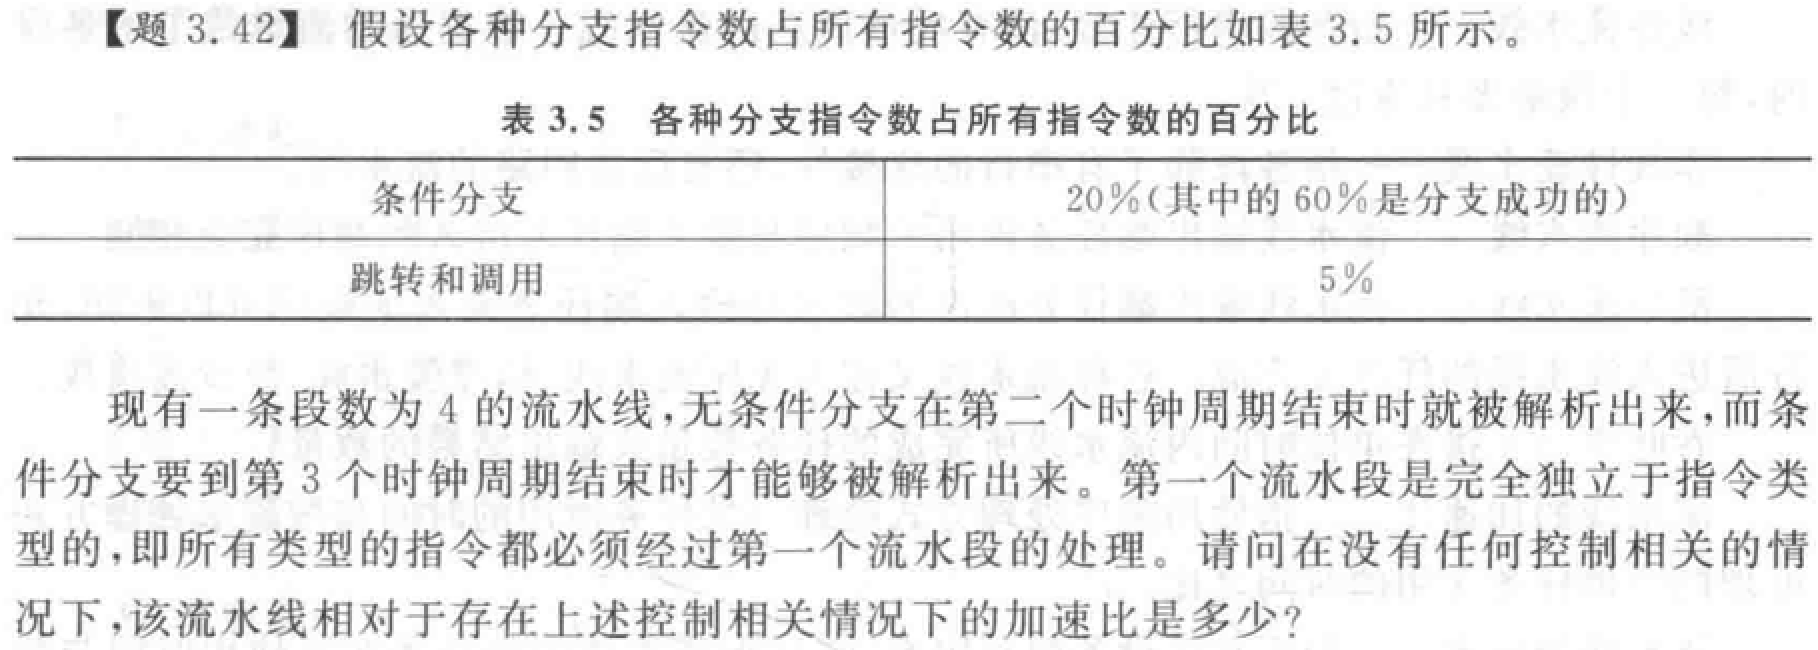 【题 3.42】 假设各种分支指令数占所有指令数的百分比如表 3.5 所示。
表 3.5 各种分支指令数占所有指令数的百分比
条件分支 20%(其中的 60%是分支成功的)
跳转和调用 5%
现有一条段数为 4 的流水线,无条件分支在第二个时钟周期结束时就被解析出来,而条
件分支要到第 3 个时钟周期结束时才能够被解析出来。第一个流水段是完全独立于指令类
型的,即所有类型的指令都必须经过第一个流水段的处理。请问在没有任何控制相关的情
况下,该流水线相对于存在上述控制相关情况下的加速比是多少?